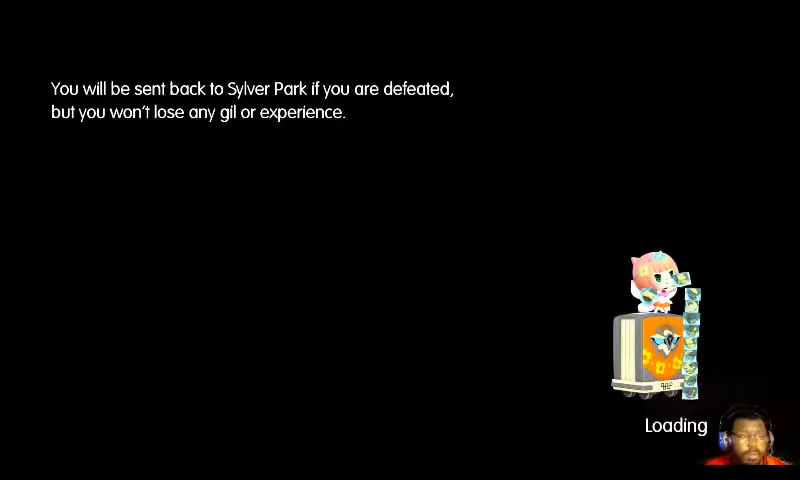 You will be sent back to Sylver Park if you are defeated,
but you won't lose any gil or experience.
Loading